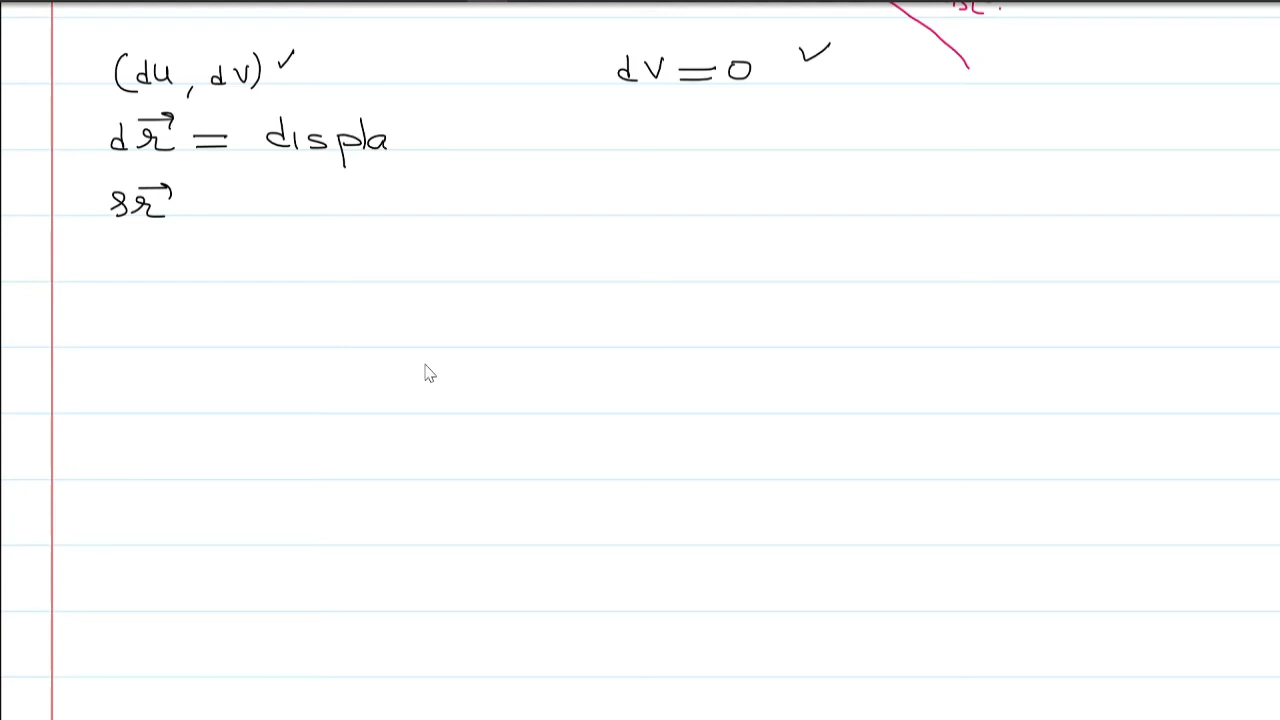 (du, dv) ✓ dv = 0 ✓
d𝑟⃗ = displa
δ𝑟⃗